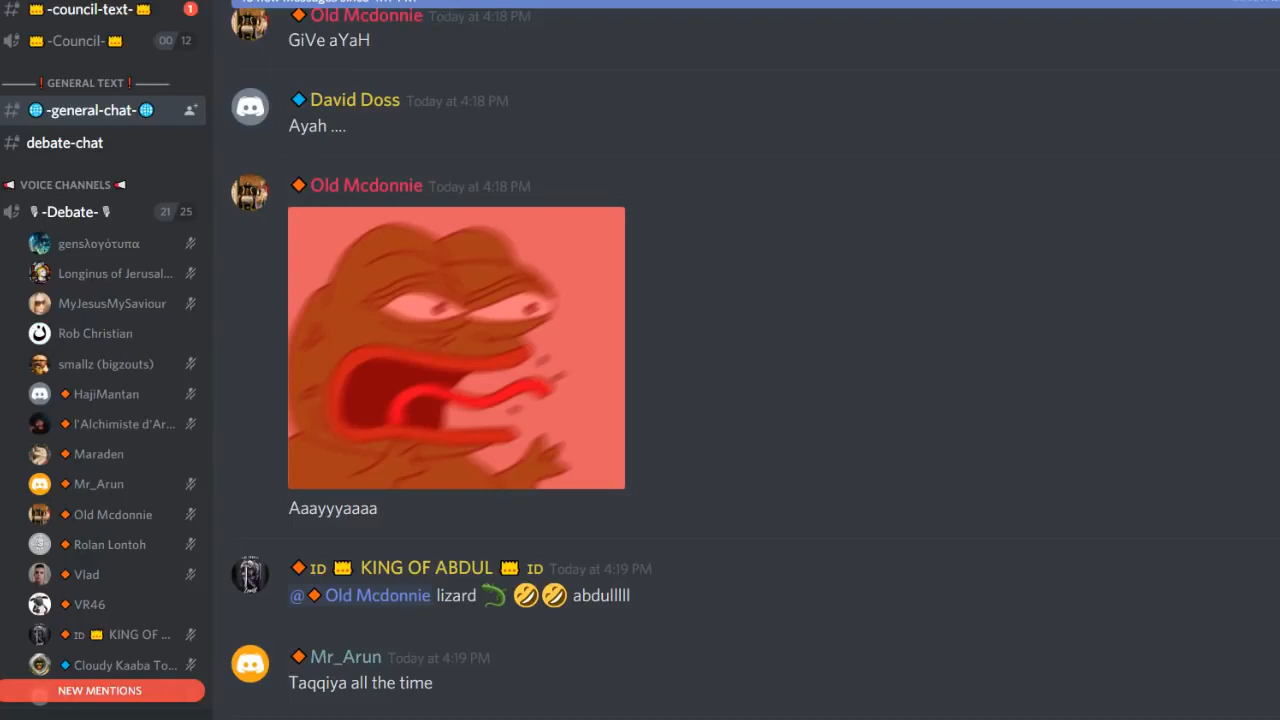 -council-text-
1
-Council-
00 12
GENERAL TEXT
-general-chat-
debate-chat
VOICE CHANNELS
-Debate-
21 25
gensλογότυπα
Longinus of Jerusal...
MyJesusMySaviour
Rob Christian
smallz (bigzouts)
HajiMantan
l'Alchimiste d'Ar...
Maraden
Mr_Arun
Old Mcdonnie
Rolan Lontoh
Vlad
VR46
ID KING OF ...
Cloudy Kaaba To...
NEW MENTIONS
Old Mcdonnie Today at 4:18 PM
GiVe aYaH
David Doss Today at 4:18 PM
Ayah ....
Old Mcdonnie Today at 4:18 PM
Aaayyyaaaa
ID KING OF ABDUL ID Today at 4:19 PM
@ Old Mcdonnie lizard 🦎 🤣🤣 abdulllll
Mr_Arun Today at 4:19 PM
Taqqiya all the time